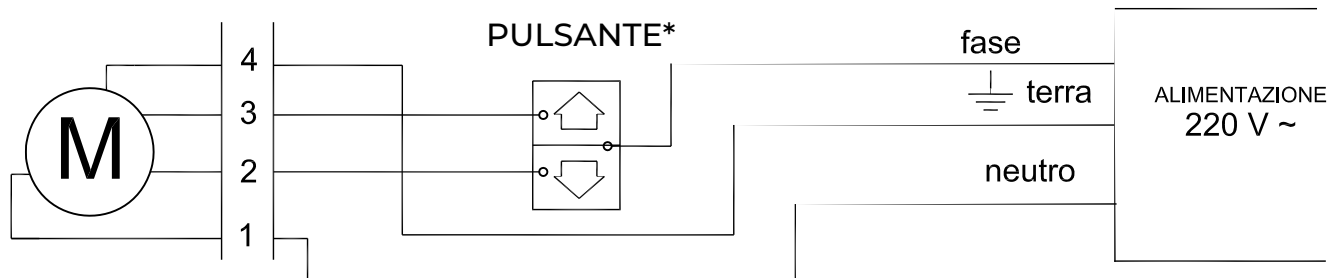 PULSANTE*
fase
terra
neutro
ALIMENTAZIONE
220 V ~
4
3
2
1
M